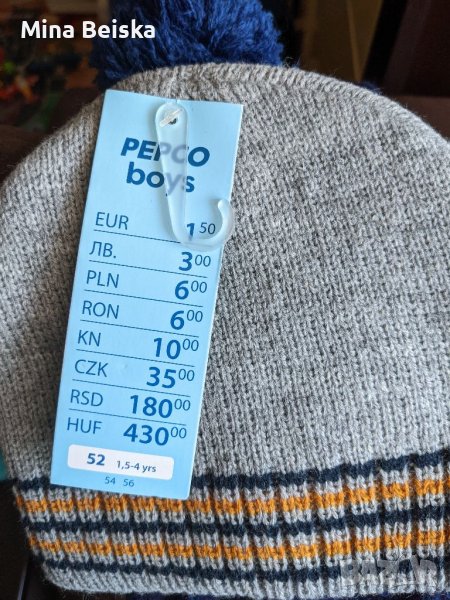 Mina Beiska
PEPCO
boys
EUR 1 50
ЛВ. 3 00
PLN 6 00
RON 6 00
KN 10 00
CZK 35 00
RSD 180 00
HUF 430 00
52 1,5-4 yrs
54 56